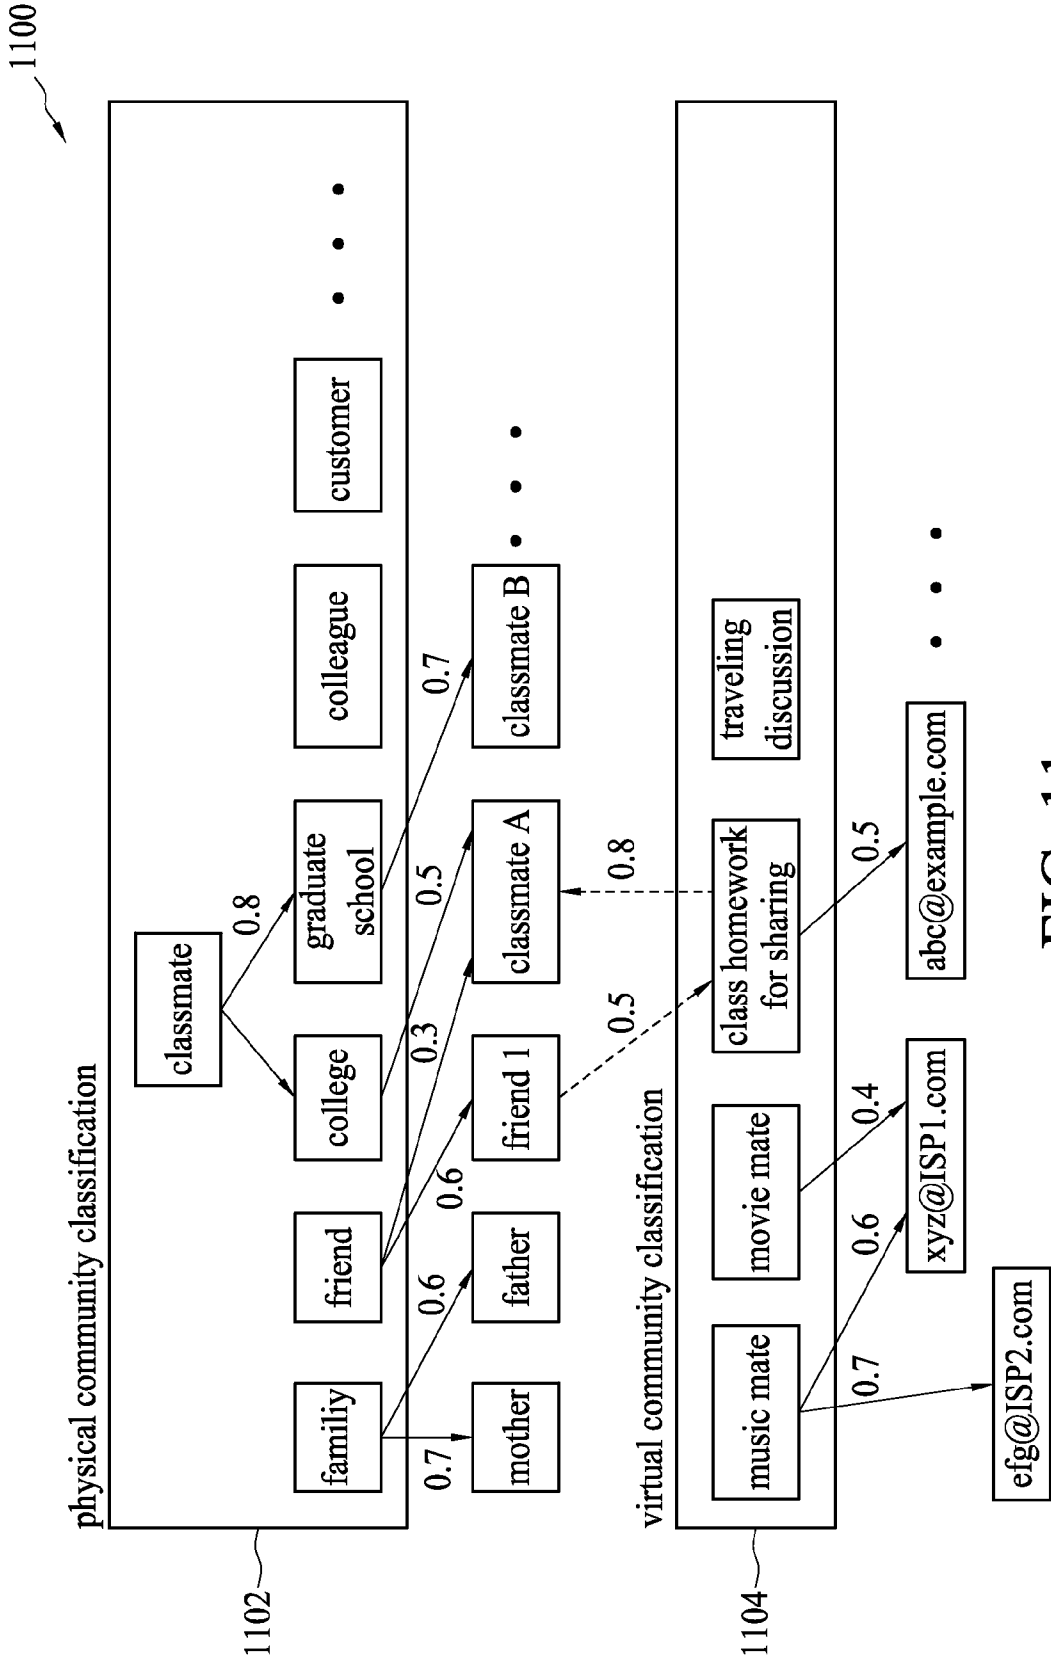 1100
physical community classification
1102
classmate
0.8
familiy
friend
college
graduate
school
colleague
customer
0.7
0.6
0.6
0.3
0.5
0.7
mother
father
friend 1
classmate A
classmate B
0.5
0.8
virtual community classification
1104
music mate
movie mate
class homework
for sharing
traveling
discussion
0.7
0.6
0.4
0.5
xyz@ISP1.com
abc@example.com
efg@ISP2.com
FIG. 11